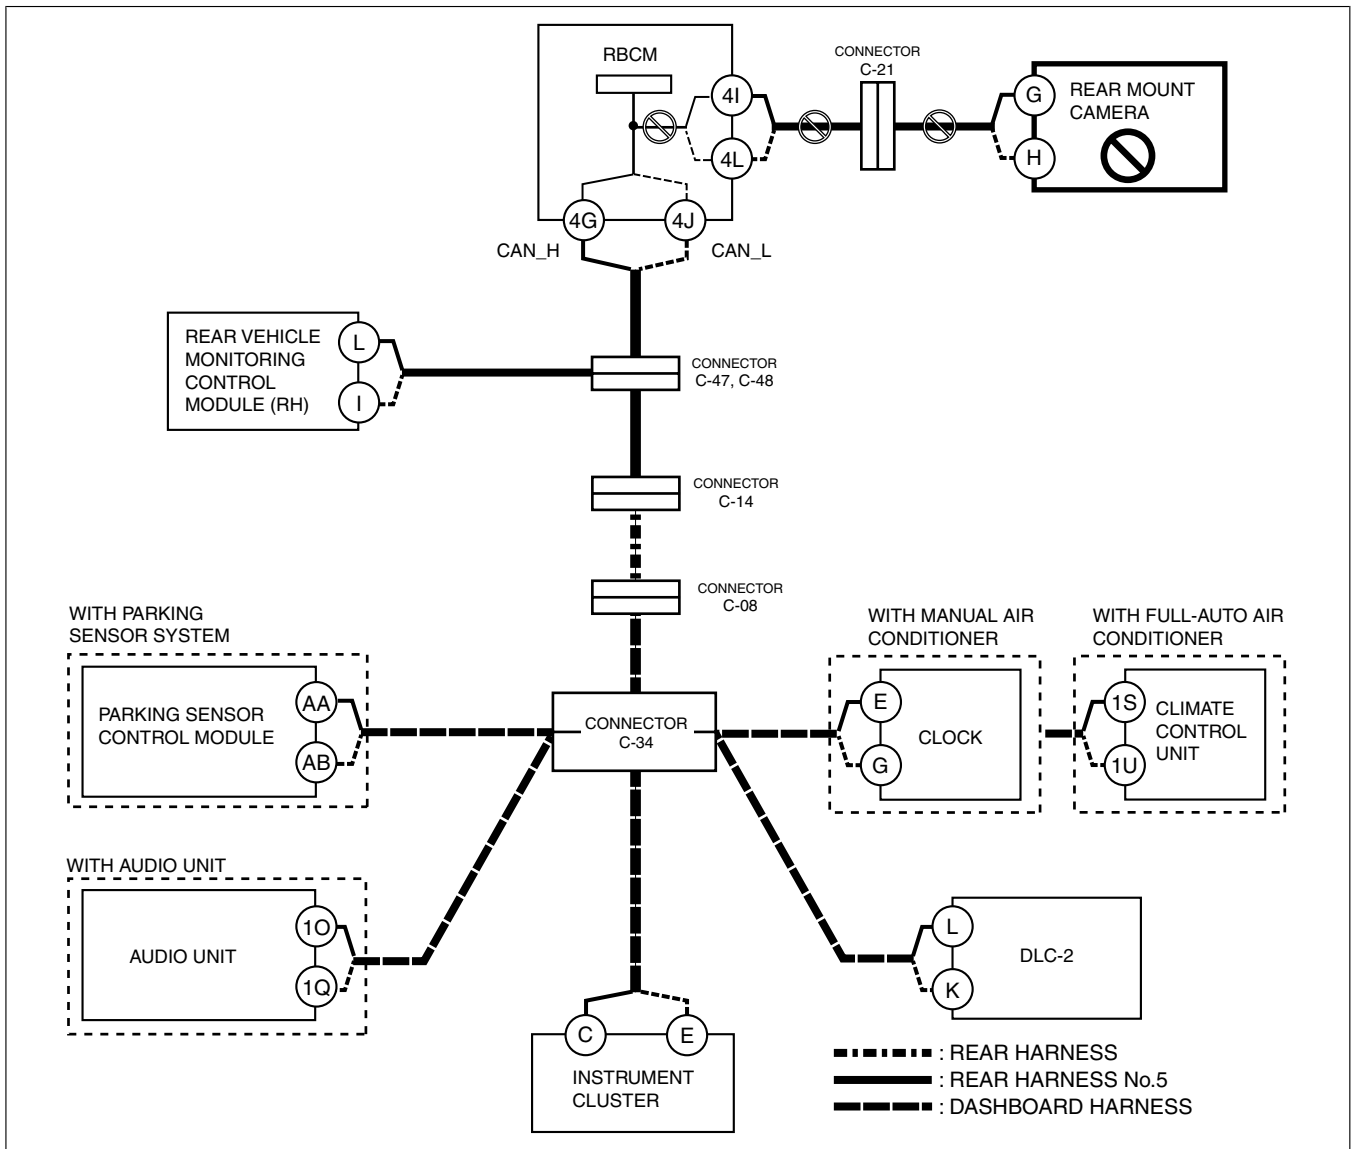 RBCM
4I
4L
CONNECTOR
C-21
G
H
REAR MOUNT
CAMERA
4G
4J
CAN_H
CAN_L
REAR VEHICLE
MONITORING
CONTROL
MODULE (RH)
L
I
CONNECTOR
C-47, C-48
CONNECTOR
C-14
CONNECTOR
C-08
WITH PARKING
SENSOR SYSTEM
PARKING SENSOR
CONTROL MODULE
AA
AB
CONNECTOR
C-34
WITH MANUAL AIR
CONDITIONER
E
G
CLOCK
WITH FULL-AUTO AIR
CONDITIONER
1S
1U
CLIMATE
CONTROL
UNIT
WITH AUDIO UNIT
AUDIO UNIT
1O
1Q
L
K
DLC-2
C
E
INSTRUMENT
CLUSTER
: REAR HARNESS
: REAR HARNESS No.5
: DASHBOARD HARNESS